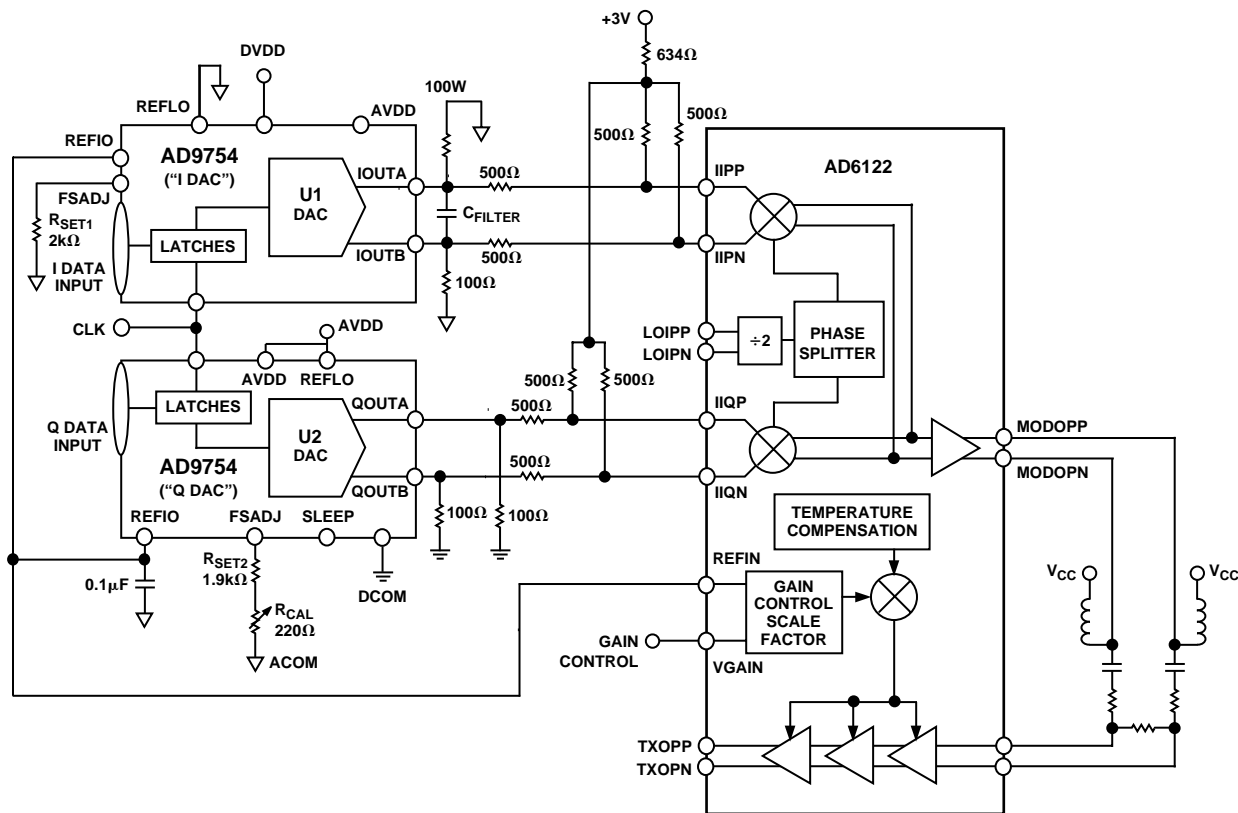 +3V
634Ω
DVDD
100W
REFLO
AVDD
500Ω
500Ω
REFIO
AD9754
("I DAC")
AD6122
U1
DAC
IOUTA
500Ω
IIPP
FSADJ
RSET1
2kΩ
CFILTER
LATCHES
IOUTB
500Ω
IIPN
I DATA
INPUT
100Ω
CLK
LOIPP
LOIPN
÷2
PHASE
SPLITTER
AVDD
AVDD
REFLO
500Ω
500Ω
LATCHES
QOUTA
500Ω
IIQP
Q DATA
INPUT
U2
DAC
MODOPP
MODOPN
AD9754
("Q DAC")
QOUTB
500Ω
IIQN
REFIO
FSADJ
SLEEP
100Ω
100Ω
TEMPERATURE
COMPENSATION
RSET2
1.9kΩ
REFIN
0.1µF
DCOM
VCC
VCC
GAIN
CONTROL
SCALE
FACTOR
RCAL
220Ω
GAIN
CONTROL
VGAIN
ACOM
TXOPP
TXOPN